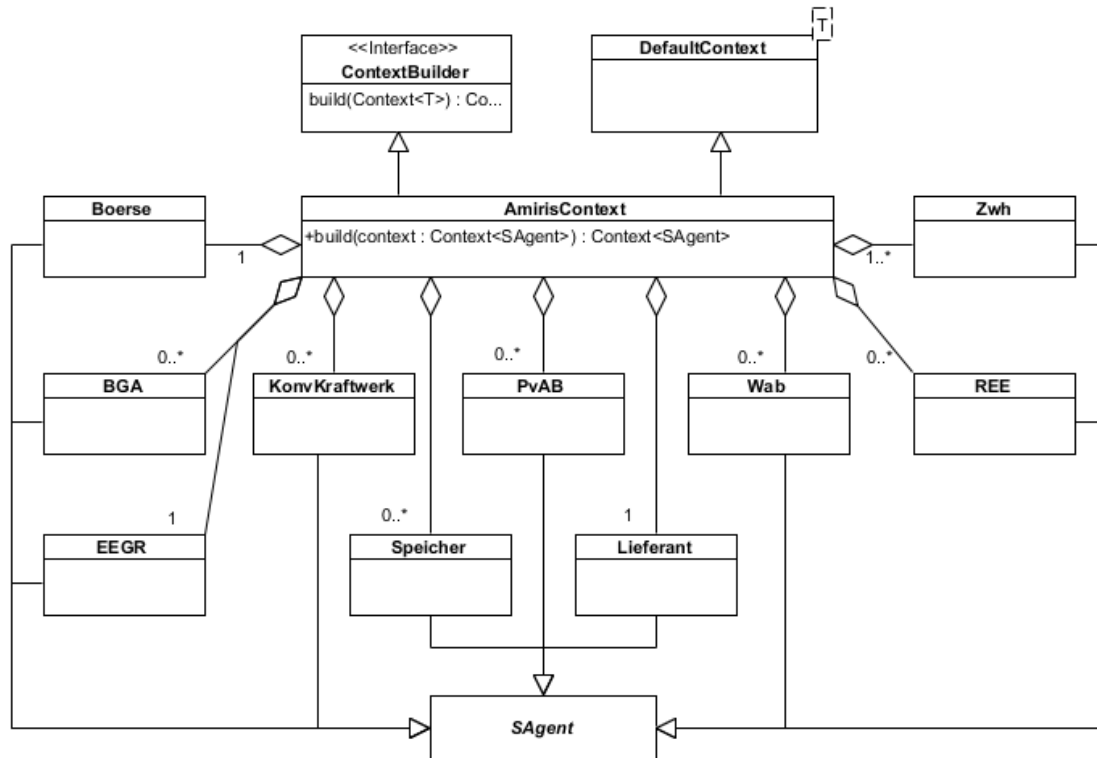 T
<<Interface>>
ContextBuilder
build(Context<T>) : Co...
DefaultContext
Boerse
AmirisContext
+build(context : Context<SAgent>) : Context<SAgent>
Zwh
1
1..*
0..*
0..*
0..*
0..*
0..*
BGA
KonvKraftwerk
PvAB
Wab
REE
1
0..*
1
EEGR
Speicher
Lieferant
SAgent